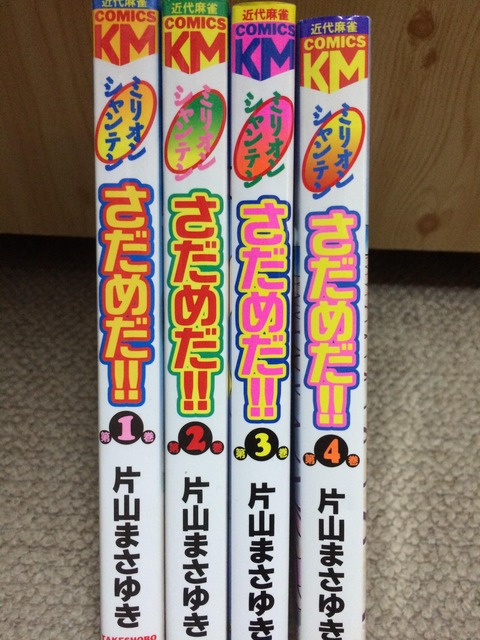 近代麻雀
COMICS
KM
ミリオン
シャンテン
さだめだ!!
第1巻
片山まさゆき
TAKESHOBO
近代麻雀
COMICS
KM
ミリオン
シャンテン
さだめだ!!
第2巻
片山まさゆき
近代麻雀
COMICS
KM
ミリオン
シャンテン
さだめだ!!
第3巻
片山まさゆき
近代麻雀
COMICS
KM
ミリオン
シャンテン
さだめだ!!
第4巻
片山まさゆき